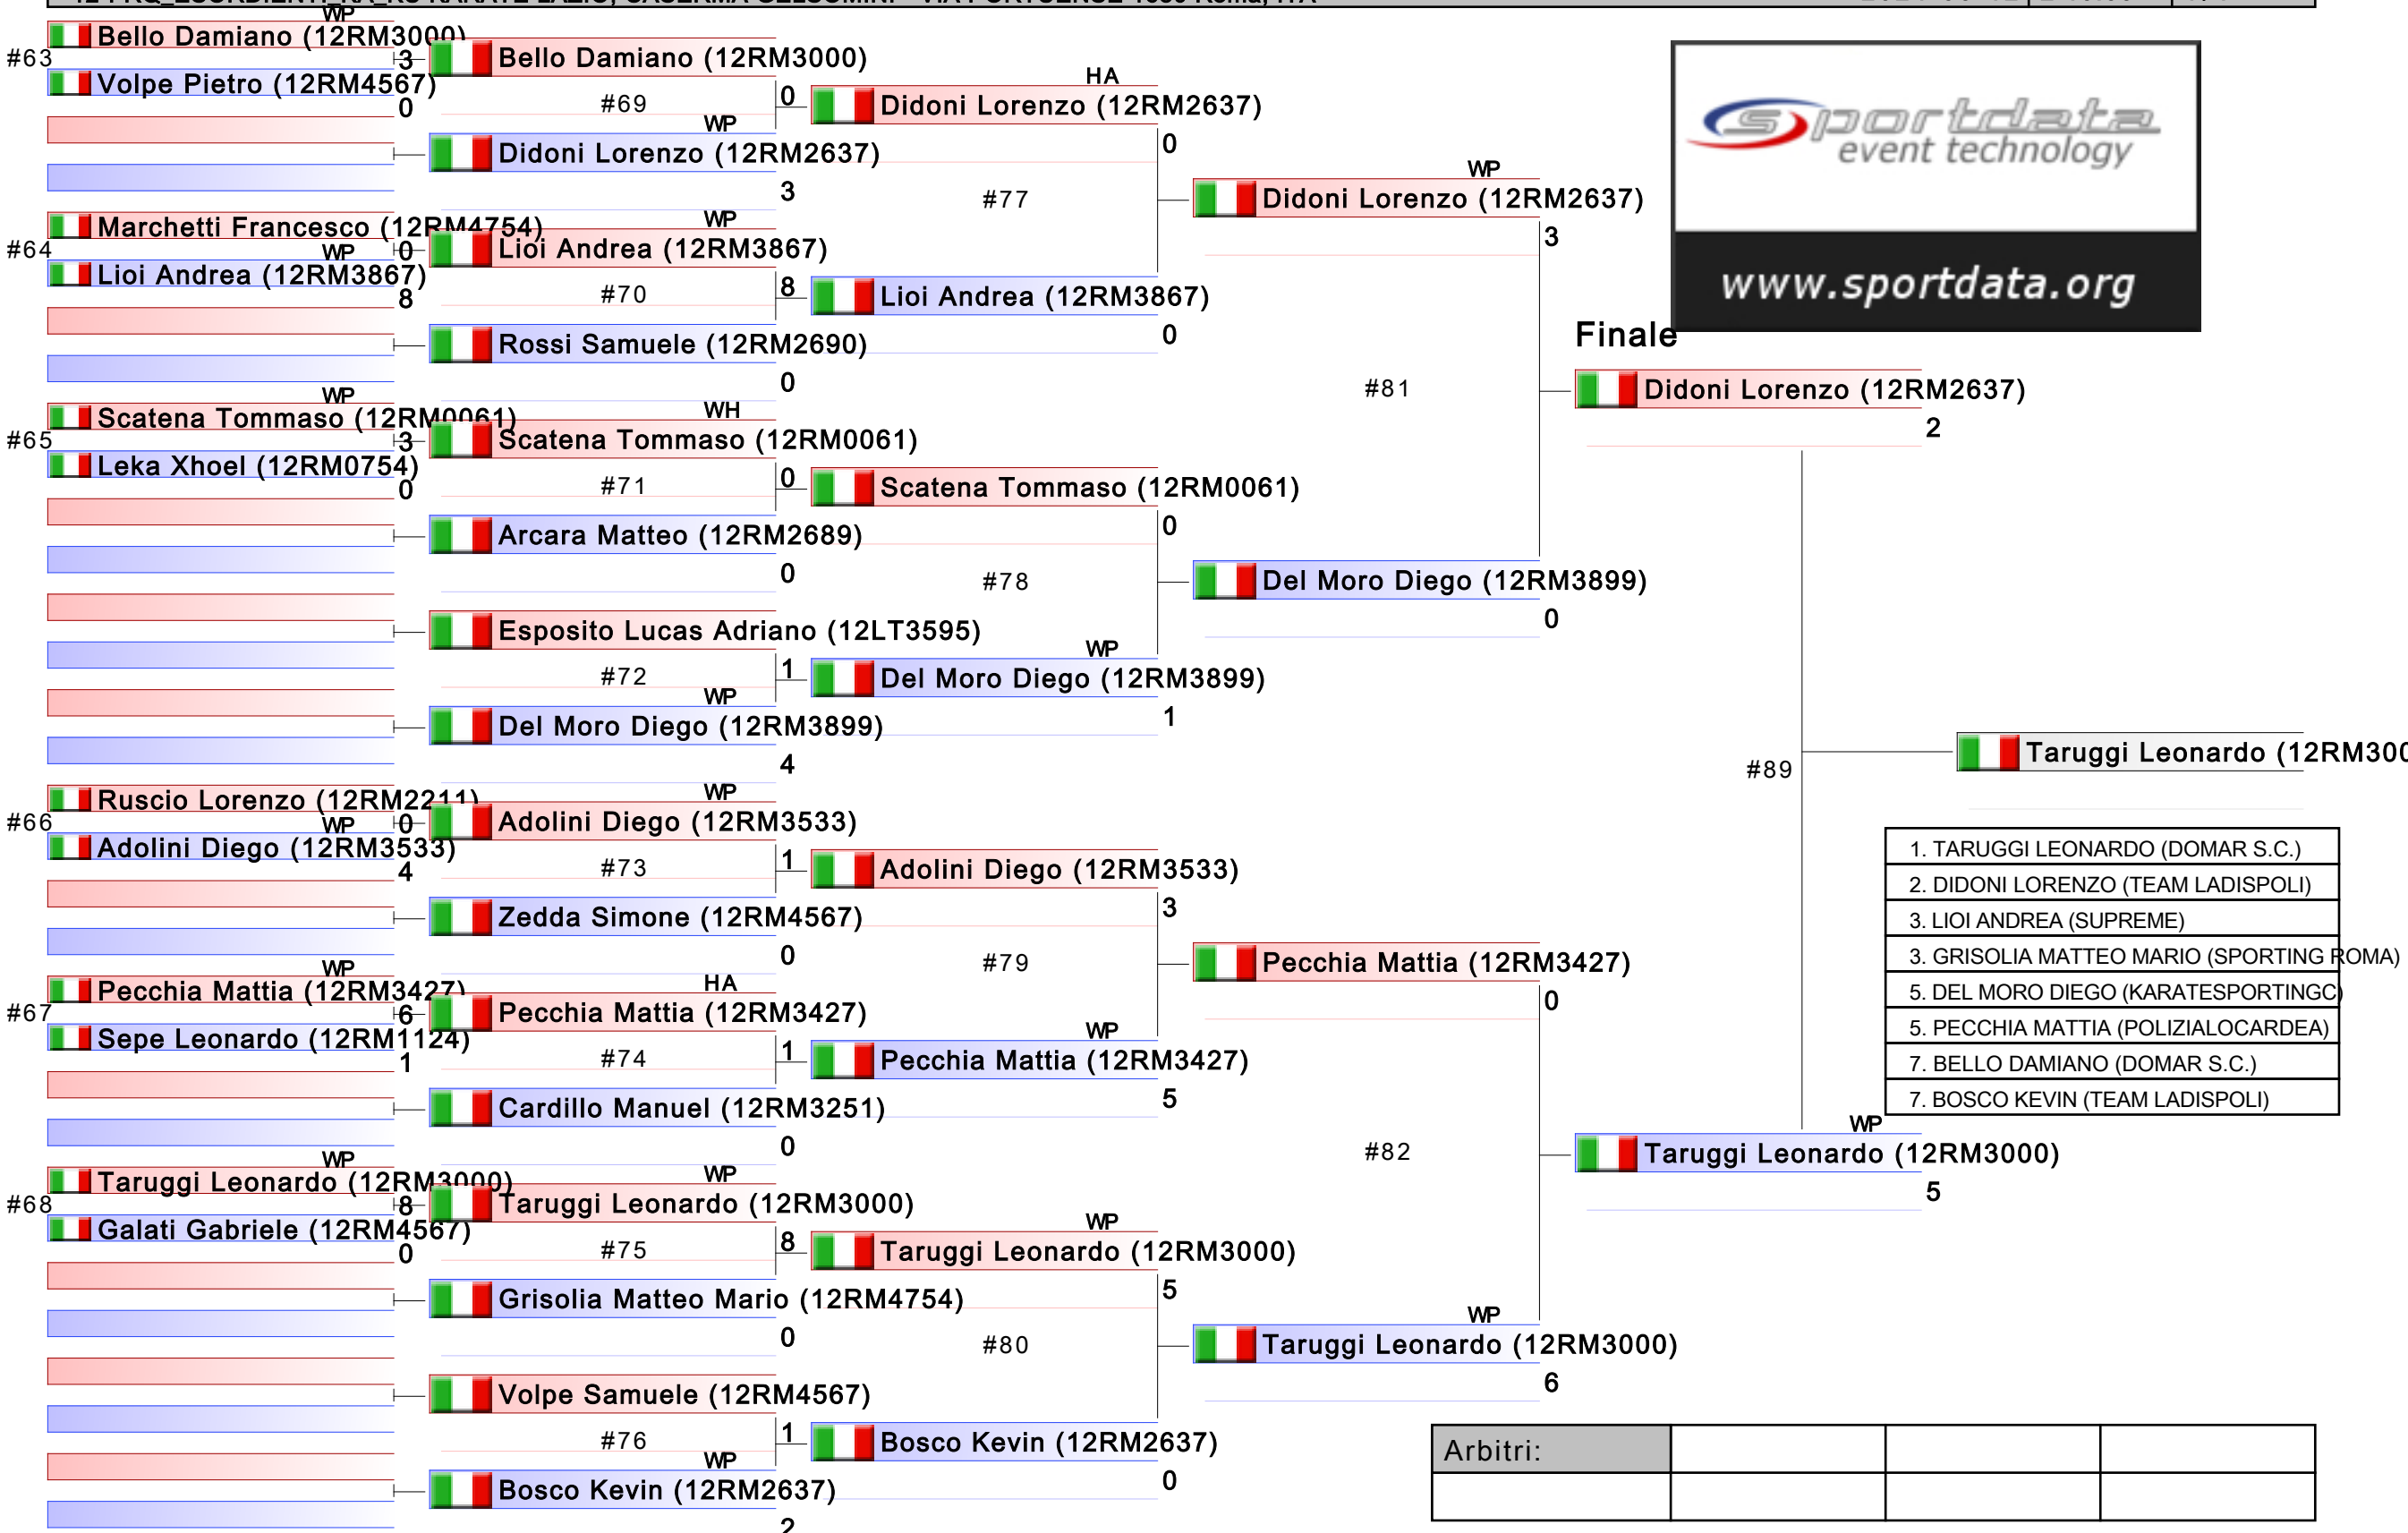 WP
Bello Damiano (12RM3000)
3
#63
Volpe Pietro (12RM4567)
0
WP
Marchetti Francesco (12RM4754)
0
#64
WP
Lioi Andrea (12RM3867)
8
WP
Scatena Tommaso (12RM0061)
3
#65
Leka Xhoel (12RM0754)
0
Ruscio Lorenzo (12RM2211)
0
#66
WP
Adolini Diego (12RM3533)
4
WP
Pecchia Mattia (12RM3427)
6
#67
Sepe Leonardo (12RM1124)
1
WP
Taruggi Leonardo (12RM3000)
8
#68
Galati Gabriele (12RM4567)
0
Bello Damiano (12RM3000)
0
#69
WP
Didoni Lorenzo (12RM2637)
3
WP
Lioi Andrea (12RM3867)
8
#70
Rossi Samuele (12RM2690)
0
WH
Scatena Tommaso (12RM0061)
0
#71
Arcara Matteo (12RM2689)
0
Esposito Lucas Adriano (12LT3595)
1
#72
WP
Del Moro Diego (12RM3899)
4
WP
Adolini Diego (12RM3533)
1
#73
Zedda Simone (12RM4567)
0
HA
Pecchia Mattia (12RM3427)
1
#74
Cardillo Manuel (12RM3251)
0
WP
Taruggi Leonardo (12RM3000)
8
#75
Grisolia Matteo Mario (12RM4754)
0
Volpe Samuele (12RM4567)
1
#76
WP
Bosco Kevin (12RM2637)
2
HA
Didoni Lorenzo (12RM2637)
0
#77
Lioi Andrea (12RM3867)
0
Scatena Tommaso (12RM0061)
0
#78
WP
Del Moro Diego (12RM3899)
1
Adolini Diego (12RM3533)
3
#79
WP
Pecchia Mattia (12RM3427)
5
WP
Taruggi Leonardo (12RM3000)
5
#80
Bosco Kevin (12RM2637)
0
WP
Didoni Lorenzo (12RM2637)
3
#81
Del Moro Diego (12RM3899)
0
Pecchia Mattia (12RM3427)
0
#82
WP
Taruggi Leonardo (12RM3000)
6
sportdata
event technology
www.sportdata.org
Finale
Didoni Lorenzo (12RM2637)
2
#89
WP
Taruggi Leonardo (12RM3000)
5
Taruggi Leonardo (12RM300
1. TARUGGI LEONARDO (DOMAR S.C.)
2. DIDONI LORENZO (TEAM LADISPOLI)
3. LIOI ANDREA (SUPREME)
3. GRISOLIA MATTEO MARIO (SPORTING ROMA)
5. DEL MORO DIEGO (KARATESPORTINGC)
5. PECCHIA MATTIA (POLIZIALOCARDEA)
7. BELLO DAMIANO (DOMAR S.C.)
7. BOSCO KEVIN (TEAM LADISPOLI)
Arbitri: